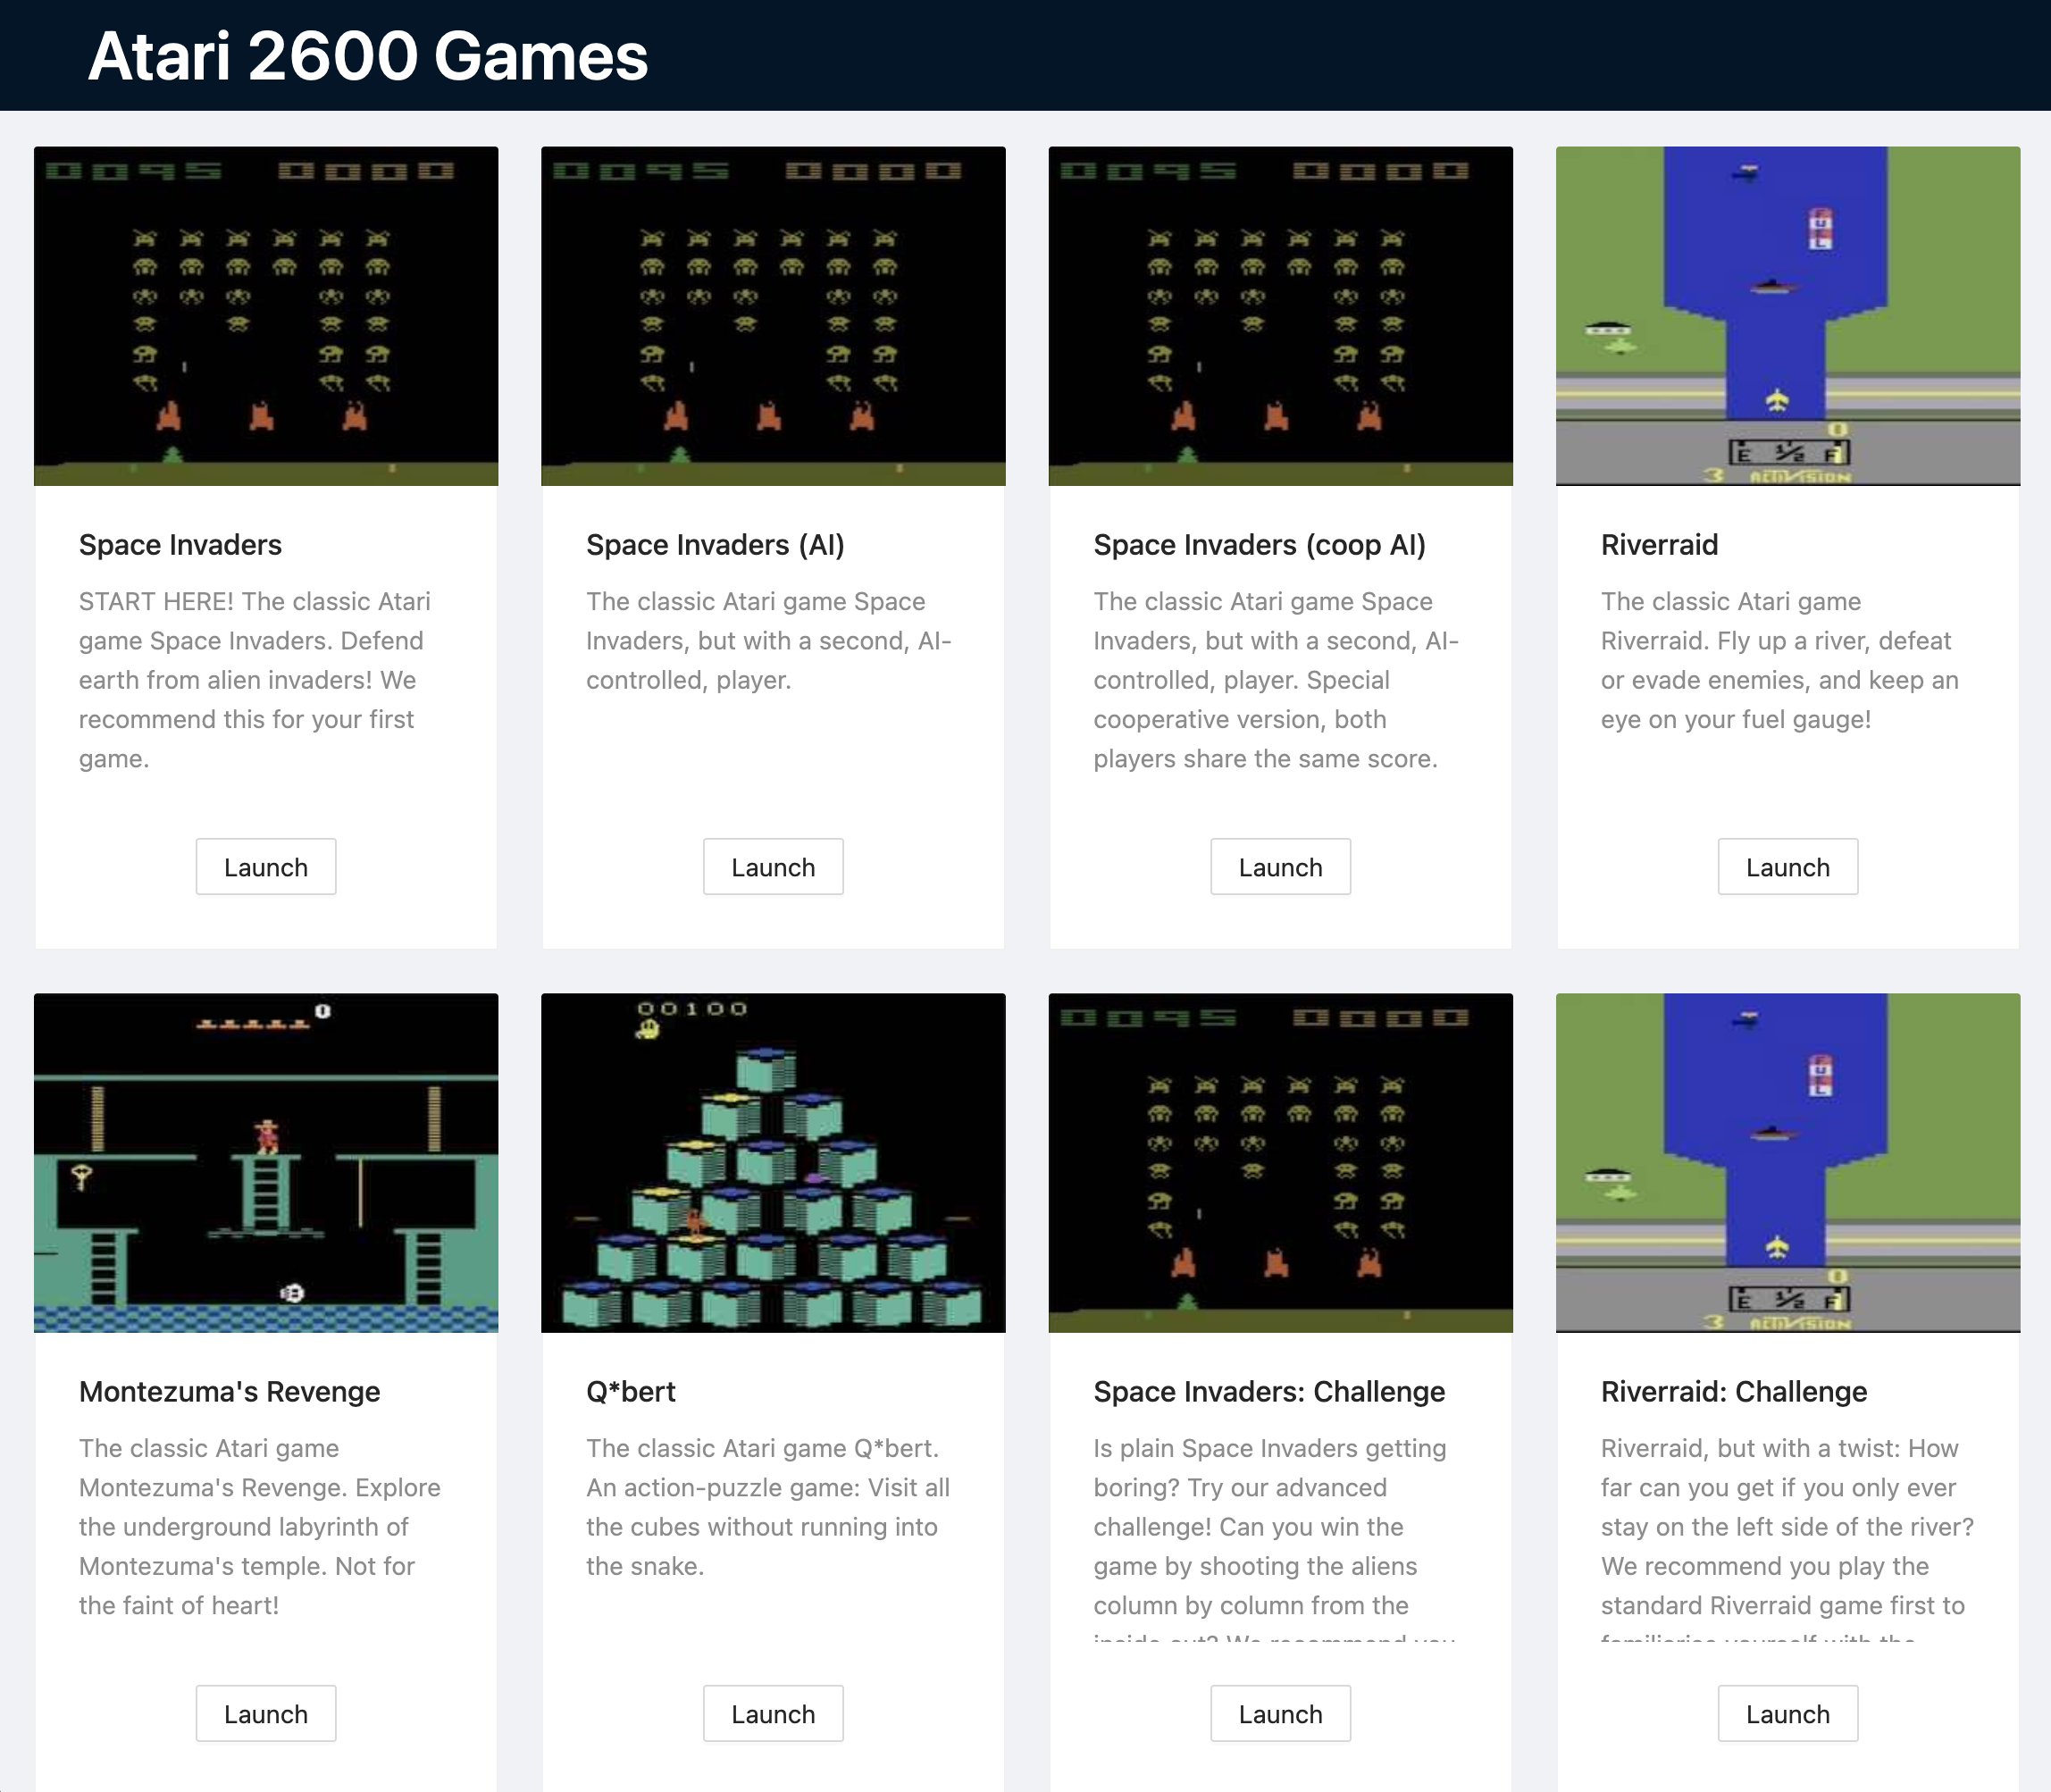 Atari 2600 Games
0095 0000
0095 0000
0095 0000
FUEL
0
E 1/2 F
3 ACTIVISION
Space Invaders
START HERE! The classic Atari
game Space Invaders. Defend
earth from alien invaders! We
recommend this for your first
game.
Launch
Space Invaders (AI)
The classic Atari game Space
Invaders, but with a second, AI-
controlled, player.
Launch
Space Invaders (coop AI)
The classic Atari game Space
Invaders, but with a second, AI-
controlled, player. Special
cooperative version, both
players share the same score.
Launch
Riverraid
The classic Atari game
Riverraid. Fly up a river, defeat
or evade enemies, and keep an
eye on your fuel gauge!
Launch
0
00100
0095 0000
FUEL
0
E 1/2 F
3 ACTIVISION
Montezuma's Revenge
The classic Atari game
Montezuma's Revenge. Explore
the underground labyrinth of
Montezuma's temple. Not for
the faint of heart!
Launch
Q*bert
The classic Atari game Q*bert.
An action-puzzle game: Visit all
the cubes without running into
the snake.
Launch
Space Invaders: Challenge
Is plain Space Invaders getting
boring? Try our advanced
challenge! Can you win the
game by shooting the aliens
column by column from the
inside out? We recommend you
Launch
Riverraid: Challenge
Riverraid, but with a twist: How
far can you get if you only ever
stay on the left side of the river?
We recommend you play the
standard Riverraid game first to
familiarise yourself with the
Launch